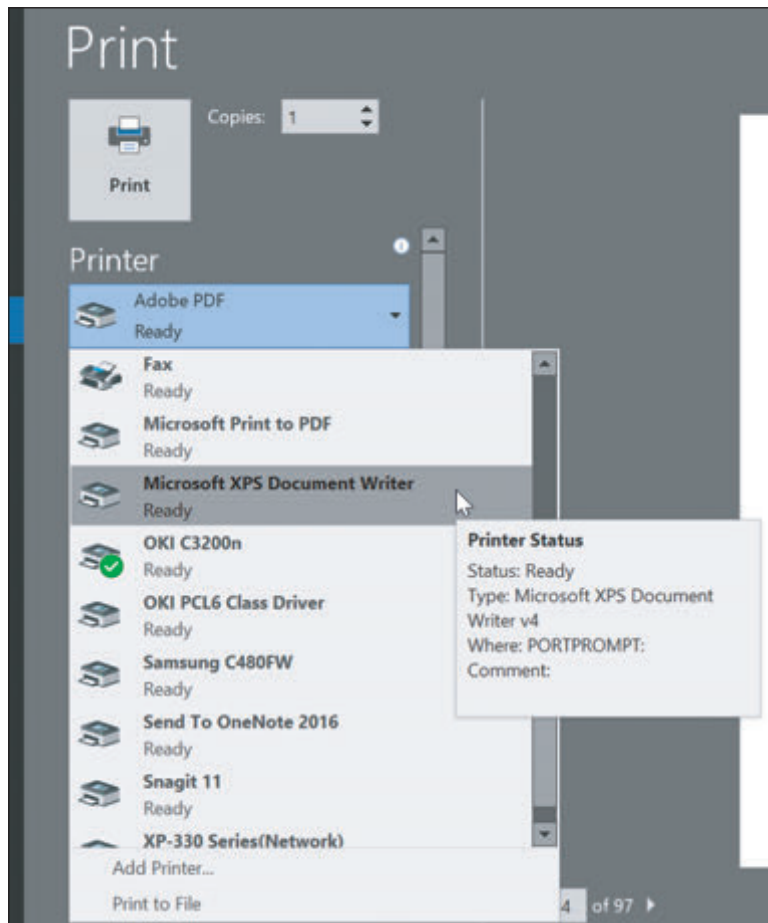 Print
Copies: 1
Print
Printer
Adobe PDF
Ready
Fax
Ready
Microsoft Print to PDF
Ready
Microsoft XPS Document Writer
Ready
OKI C3200n
Ready
OKI PCL6 Class Driver
Ready
Samsung C480FW
Ready
Send To OneNote 2016
Ready
Snagit 11
Ready
XP-330 Series(Network)
Add Printer...
Print to File
Printer Status
Status: Ready
Type: Microsoft XPS Document
Writer v4
Where: PORTPROMPT:
Comment:
4 of 97